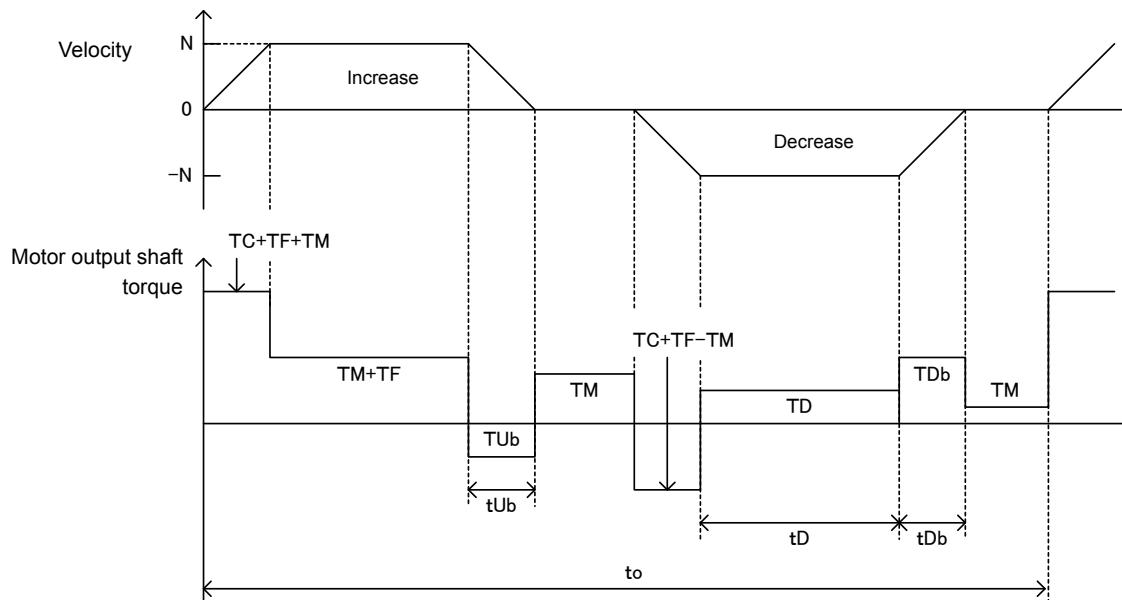 Velocity
N
Increase
0
Decrease
−N
TC+TF+TM
Motor output shaft
torque
TC+TF−TM
TM+TF
TM
TD
TDb
TM
TUb
tUb
tD
tDb
to